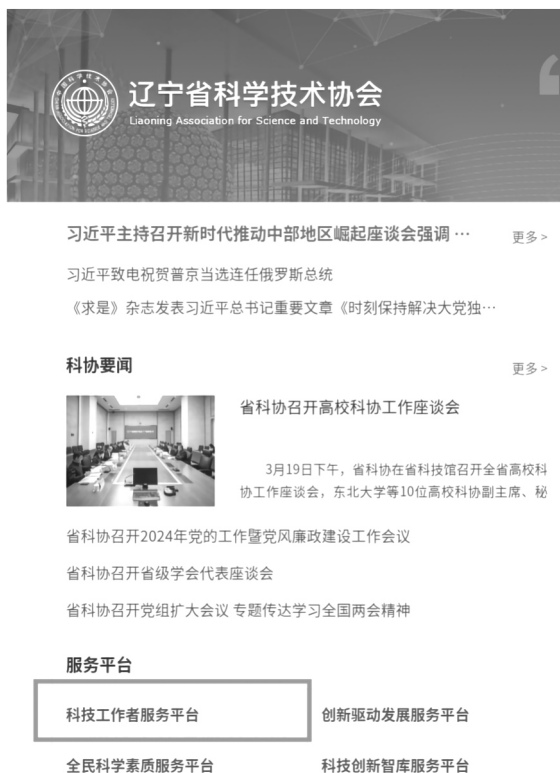 辽宁省科学技术协会
Liaoning Association for Science and Technology
习近平主持召开新时代推动中部地区崛起座谈会强调 …
更多 >
习近平致电祝贺普京当选连任俄罗斯总统
《求是》杂志发表习近平总书记重要文章《时刻保持解决大党独…
科协要闻
更多 >
省科协召开高校科协工作座谈会
3月19日下午，省科协在省科技馆召开全省高校科
协工作座谈会，东北大学等10位高校科协副主席、秘
省科协召开2024年党的工作暨党风廉政建设工作会议
省科协召开省级学会代表座谈会
省科协召开党组扩大会议 专题传达学习全国两会精神
服务平台
科技工作者服务平台
创新驱动发展服务平台
全民科学素质服务平台
科技创新智库服务平台